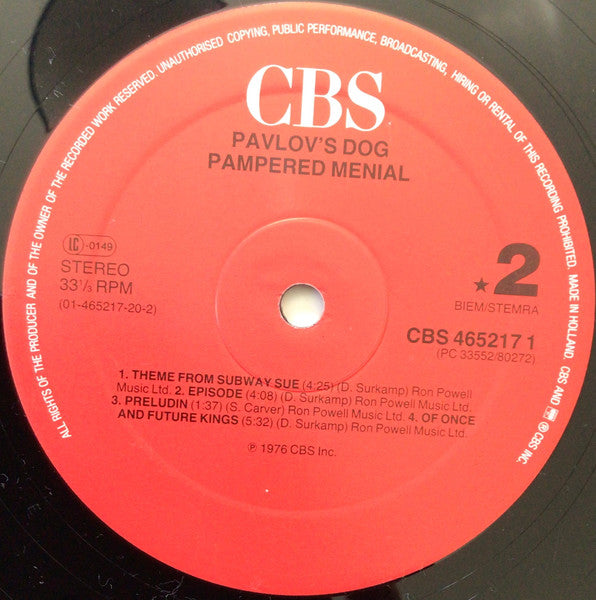 ALL RIGHTS OF THE PRODUCER AND OF THE OWNER OF THE RECORDED WORK RESERVED. UNAUTHORISED COPYING, PUBLIC PERFORMANCE, BROADCASTING, HIRING OR RENTAL OF THIS RECORDING PROHIBITED. MADE IN HOLLAND. CBS AND ® CBS INC.
CBS
PAVLOV'S DOG
PAMPERED MENIAL
LC -0149
STEREO
33 1/3 RPM
(01-465217-20-2)
★2
BIEM/STEMRA
CBS 465217 1
(PC 33552/80272)
1. THEME FROM SUBWAY SUE (4:25) (D. Surkamp) Ron Powell
Music Ltd. 2. EPISODE (4:08) (D. Surkamp) Ron Powell Music Ltd.
3. PRELUDIN (1:37) (S. Carver) Ron Powell Music Ltd. 4. OF ONCE
AND FUTURE KINGS (5:32) (D. Surkamp) Ron Powell Music Ltd.
℗ 1976 CBS Inc.